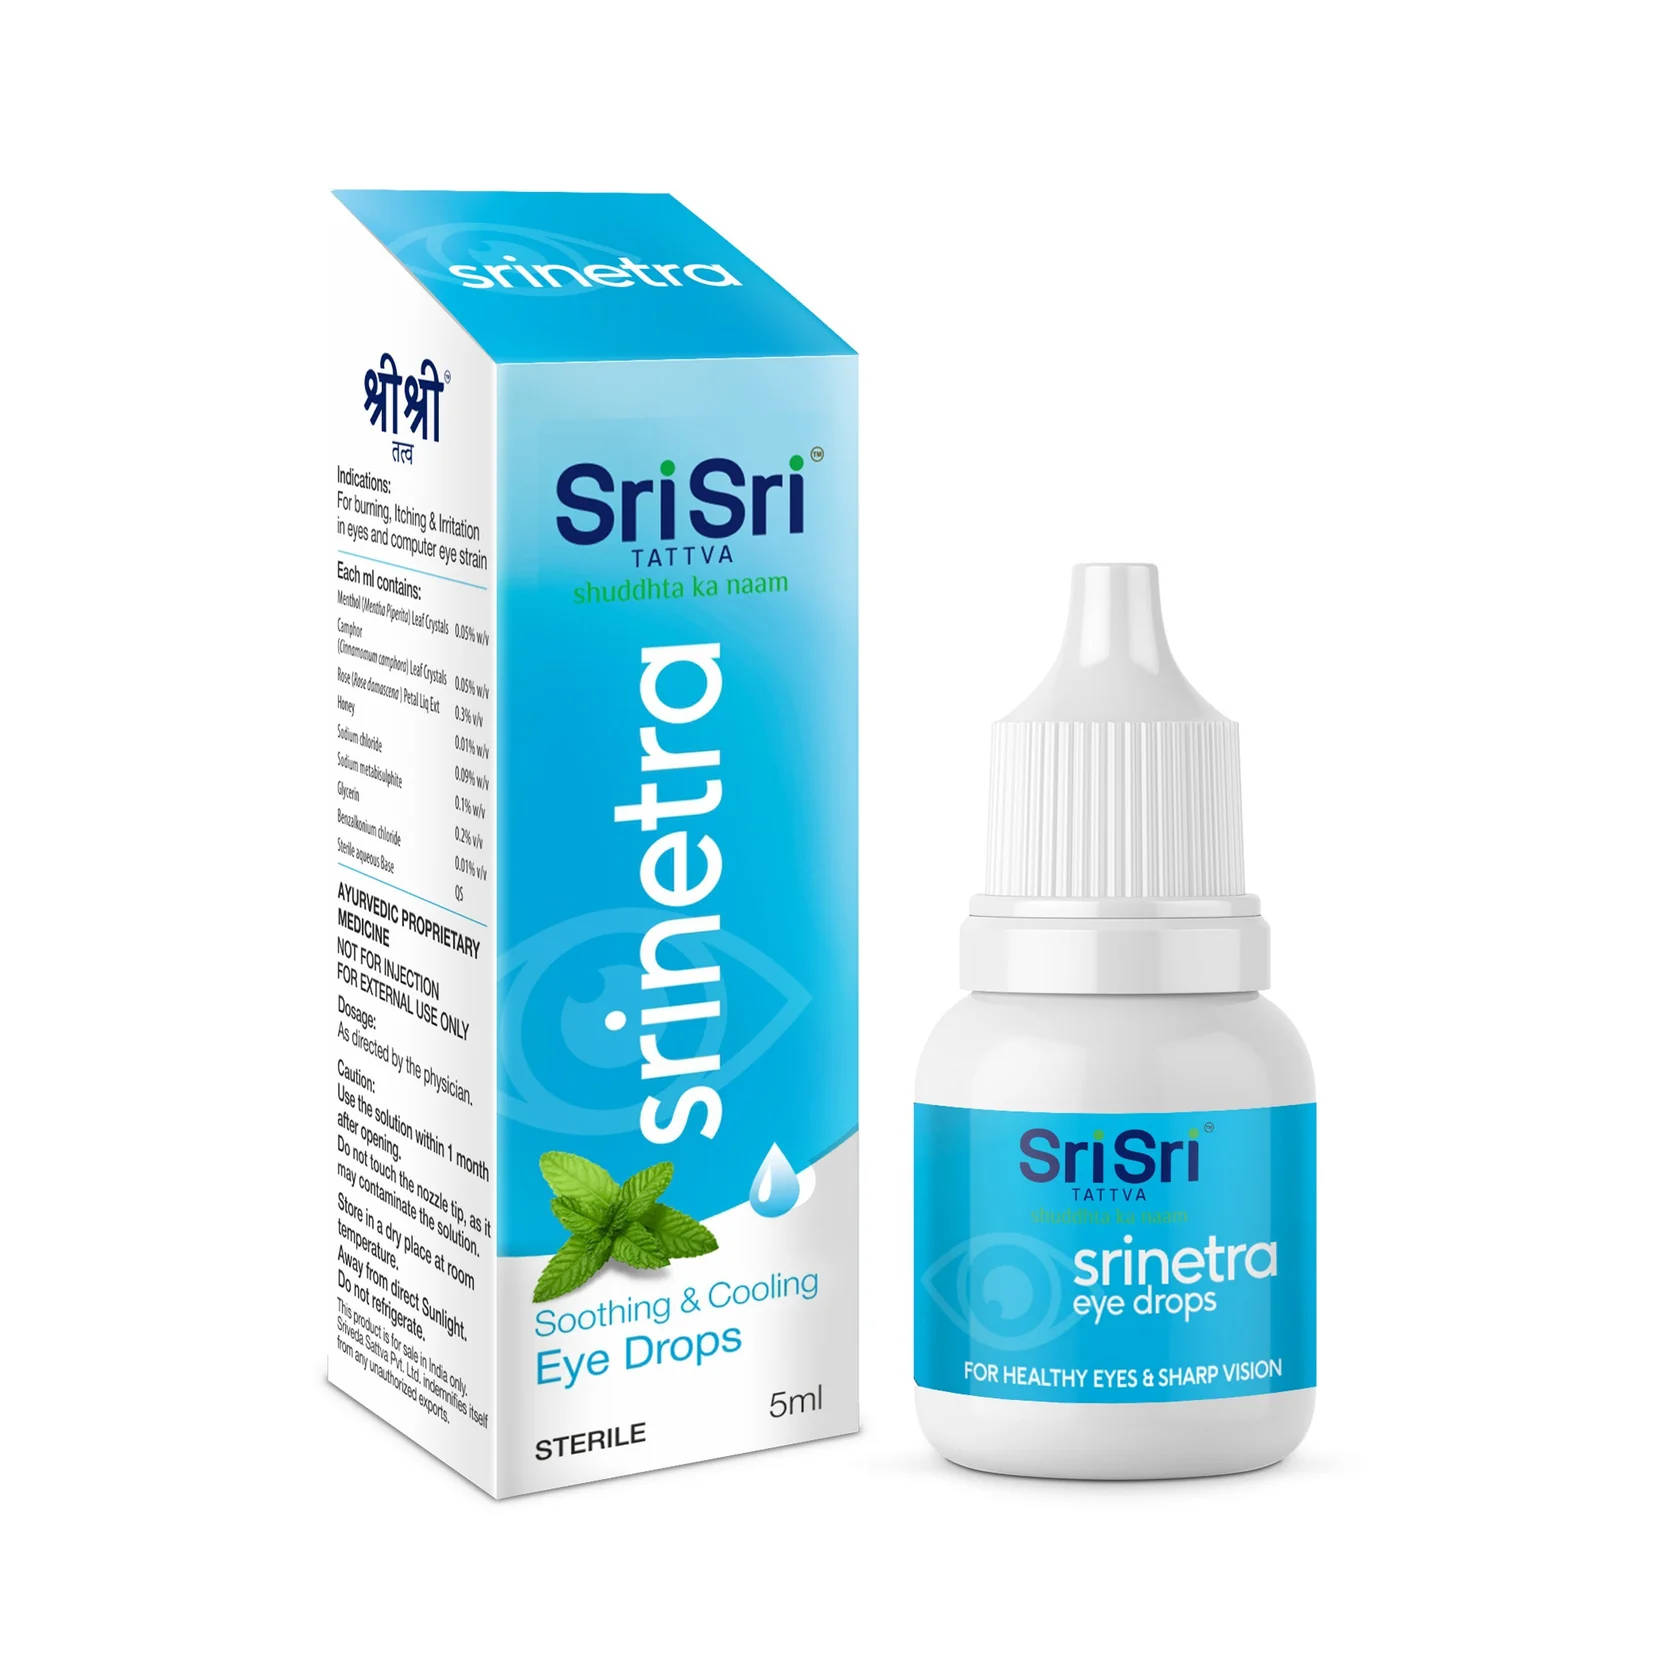 srinetra
श्रीश्री™
तत्व
Indications:
For burning, Itching & Irritation
in eyes and computer eye strain
Each ml contains:
Menthol (Mentha Piperita) Leaf Crystals 0.05% w/v
Camphor
(Cinnamomum camphora) Leaf Crystals 0.05% w/v
Rose (Rose damascena ) Petal Liq Ext 0.3% v/v
Honey 0.01% w/v
Sodium chloride 0.09% w/v
Sodium metabisulphite 0.1% w/v
Glycerin 0.2% v/v
Benzalkonium chloride 0.01% v/v
Sterile aqueous Base QS
AYURVEDIC PROPRIETARY
MEDICINE
NOT FOR INJECTION
FOR EXTERNAL USE ONLY
Dosage:
As directed by the physician.
Caution:
Use the solution within 1 month
after opening.
Do not touch the nozzle tip, as it
may contaminate the solution.
Store in a dry place at room
temperature.
Away from direct Sunlight.
Do not refrigerate.
This product is for sale in India only.
Sriveda Sattva Pvt. Ltd. indemnifies itself
from any unauthorized exports.
Sri Sri™
TATTVA
shuddhta ka naam
srinetra
Soothing & Cooling
Eye Drops
5ml
STERILE
Sri Sri™
TATTVA
shuddhta ka naam
srinetra
eye drops
FOR HEALTHY EYES & SHARP VISION